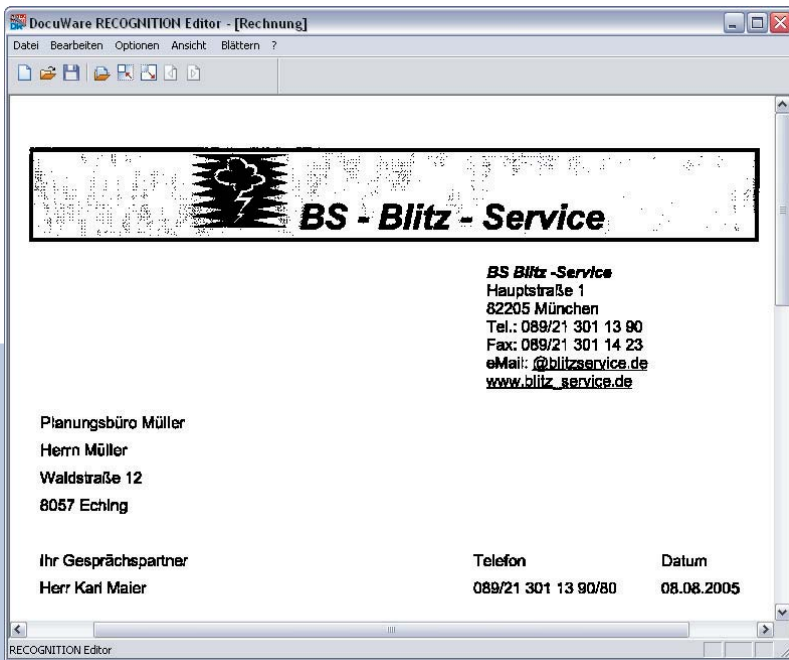 DocuWare RECOGNITION Editor - [Rechnung]
Datei Bearbeiten Optionen Ansicht Blättern ?
BS - Blitz - Service
BS Blitz -Service
Hauptstraße 1
82205 München
Tel.: 089/21 301 13 90
Fax: 089/21 301 14 23
eMail: @blitzservice.de
www.blitz_service.de
Planungsbüro Müller
Herrn Müller
Waldstraße 12
8057 Eching
Ihr Gesprächspartner Telefon Datum
Herr Karl Maier 089/21 301 13 90/80 08.08.2005
RECOGNITION Editor